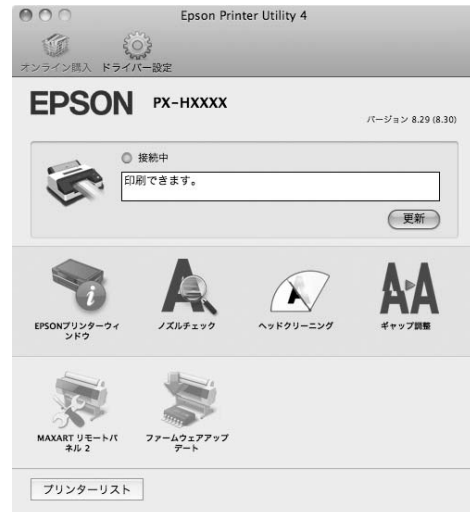 Epson Printer Utility 4
オンライン購入 ドライバー設定
EPSON PX-HXXXX
バージョン 8.29 (8.30)
接続中
印刷できます。
更新
EPSONプリンターウィ
ンドウ
ノズルチェック
ヘッドクリーニング
ギャップ調整
MAXART リモートパ
ネル 2
ファームウェアアップ
デート
プリンターリスト